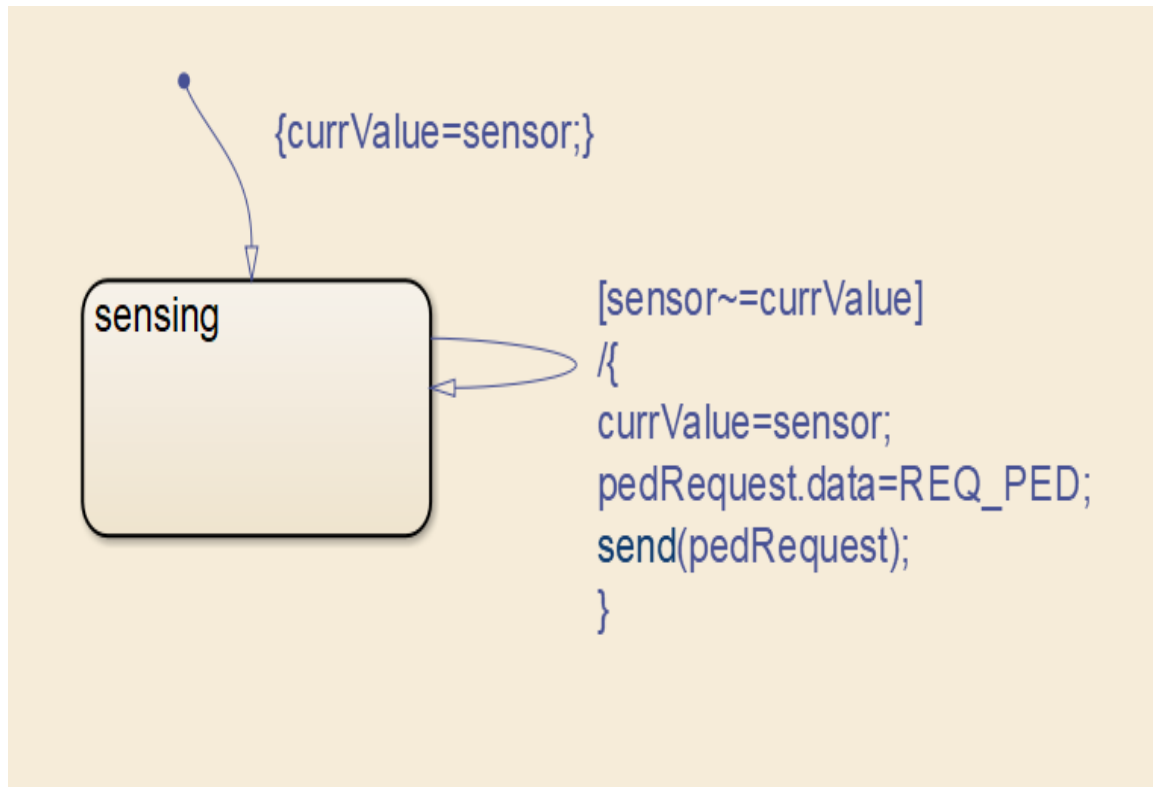 {currValue=sensor;}
sensing
[sensor~=currValue]
/{
currValue=sensor;
pedRequest.data=REQ_PED;
send(pedRequest);
}